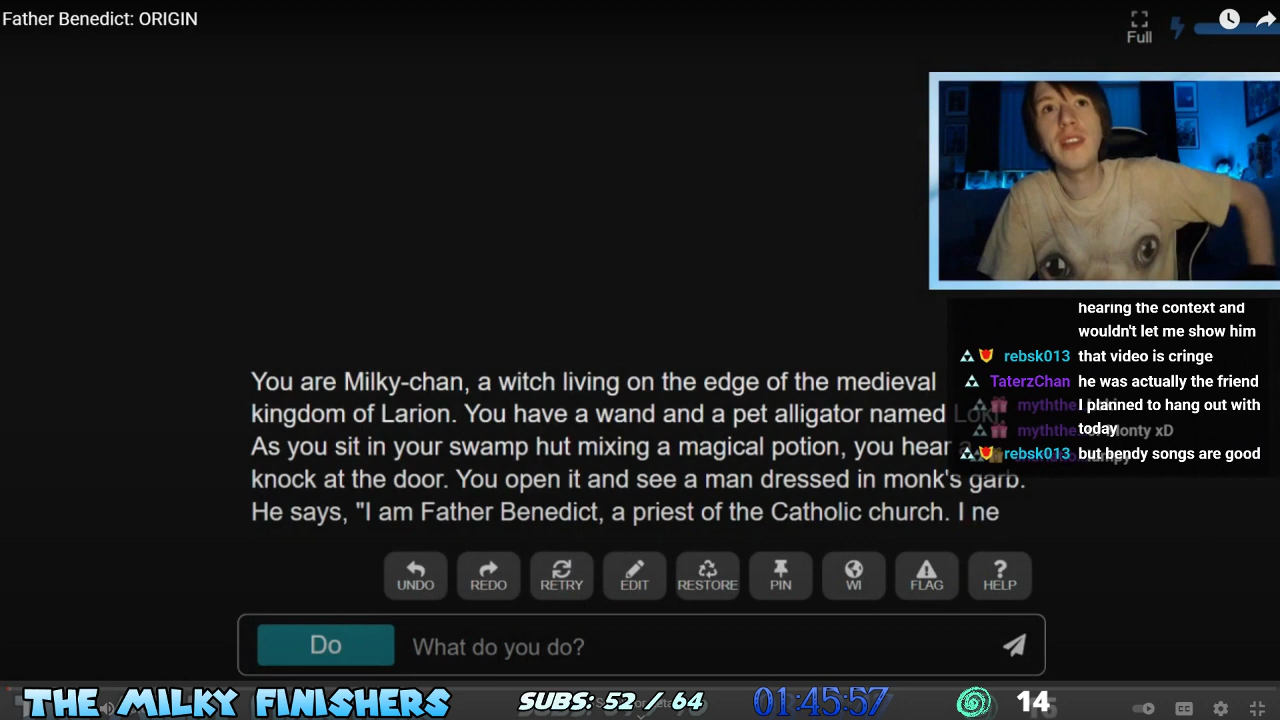 Father Benedict: ORIGIN
Full
You are Milky-chan, a witch living on the edge of the medieval
kingdom of Larion. You have a wand and a pet alligator named Loki.
As you sit in your swamp hut mixing a magical potion, you hear a
knock at the door. You open it and see a man dressed in monk's garb.
He says, "I am Father Benedict, a priest of the Catholic church. I ne
hearing the context and
wouldn't let me show him
rebsk013 that video is cringe
TaterzChan he was actually the friend
I planned to hang out with
today
rebsk013 but bendy songs are good
UNDO
REDO
RETRY
EDIT
RESTORE
PIN
WI
FLAG
HELP
Do
What do you do?
THE MILKY FINISHERS
SUBS: 52 / 64
01:45:57
14